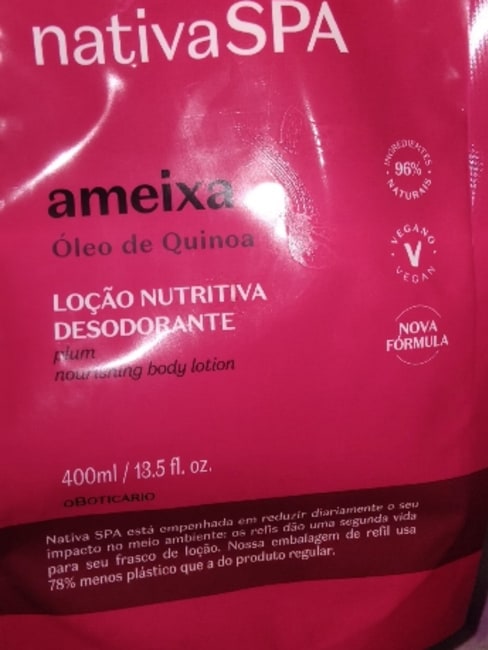 nativaSPA
ameixa
Óleo de Quinoa
LOÇÃO NUTRITIVA
DESODORANTE
plum
nourishing body lotion
INGREDIENTES
96%
NATURAIS
VEGANO
V
VEGAN
NOVA
FÓRMULA
400ml / 13.5 fl. oz.
OBOTICÁRIO
Nativa SPA está empenhada em reduzir diariamente o seu
impacto no meio ambiente: os refis dão uma segunda vida
para seu frasco de loção. Nossa embalagem de refil usa
78% menos plástico que a do produto regular.